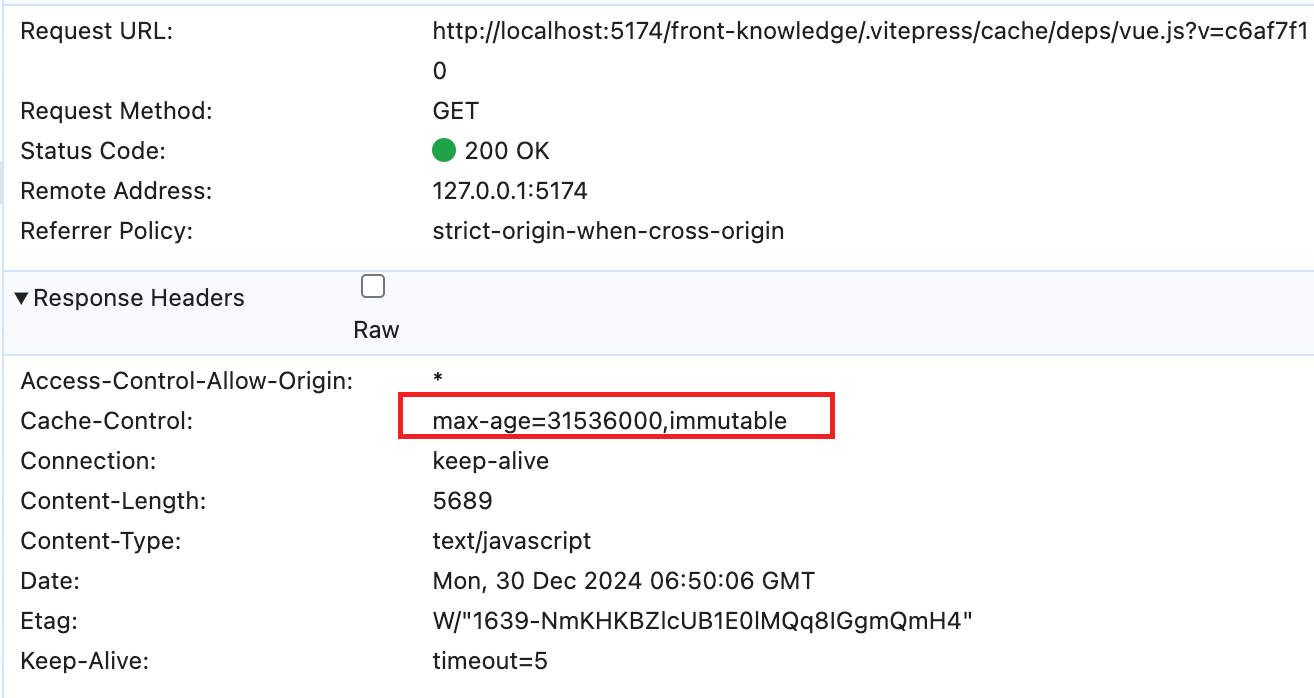 Request URL: http://localhost:5174/front-knowledge/.vitepress/cache/deps/vue.js?v=c6af7f1
0
Request Method: GET
Status Code: 200 OK
Remote Address: 127.0.0.1:5174
Referrer Policy: strict-origin-when-cross-origin
▼Response Headers
Raw
Access-Control-Allow-Origin: *
Cache-Control: max-age=31536000,immutable
Connection: keep-alive
Content-Length: 5689
Content-Type: text/javascript
Date: Mon, 30 Dec 2024 06:50:06 GMT
Etag: W/"1639-NmKHKBZlcUB1E0lMQq8IGgmQmH4"
Keep-Alive: timeout=5